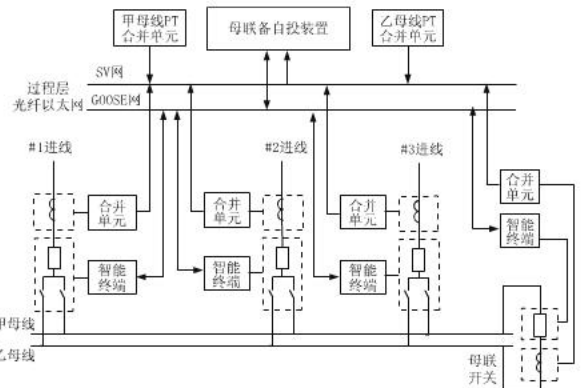 甲母线PT
合并单元
母联备自投装置
乙母线PT
合并单元
SV网
过程层
光纤以太网
GOOSE网
#1进线
#2进线
#3进线
合并
单元
合并
单元
合并
单元
合并
单元
智能
终端
智能
终端
智能
终端
智能
终端
甲母线
乙母线
母联
开关